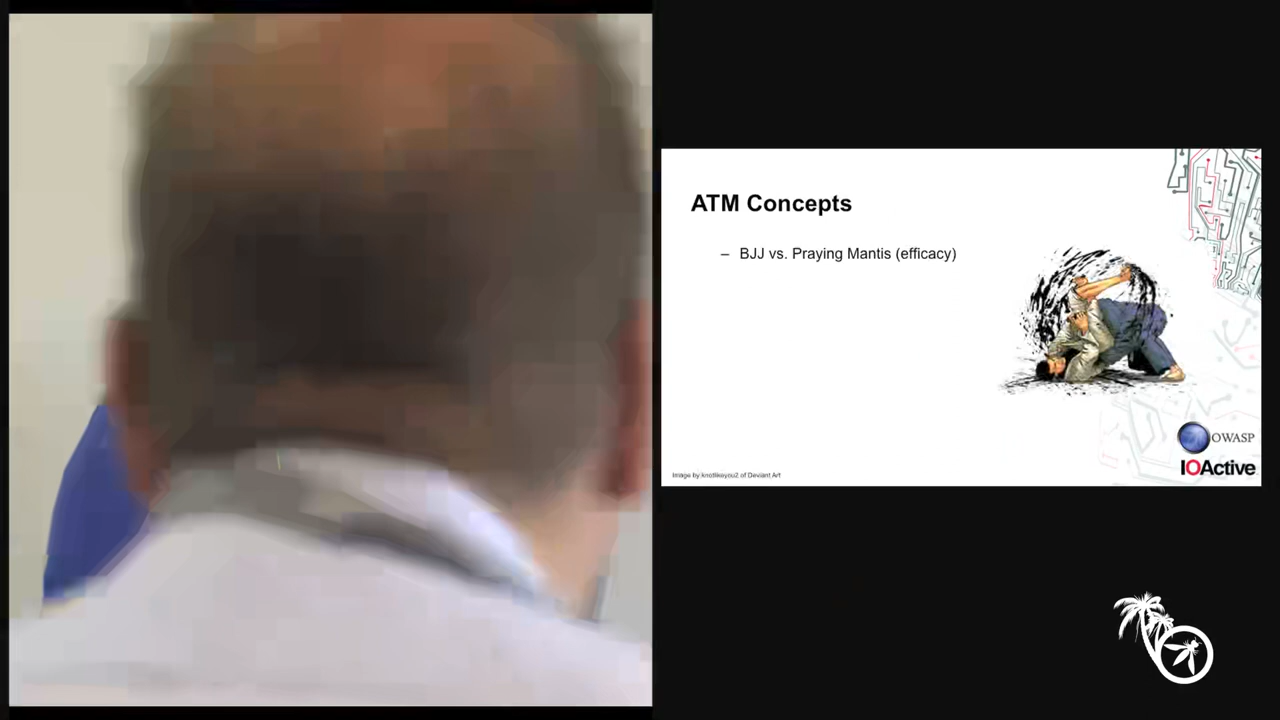 ATM Concepts
– BJJ vs. Praying Mantis (efficacy)
OWASP
IOActive
Image by knotlikeyou2 of Deviant Art